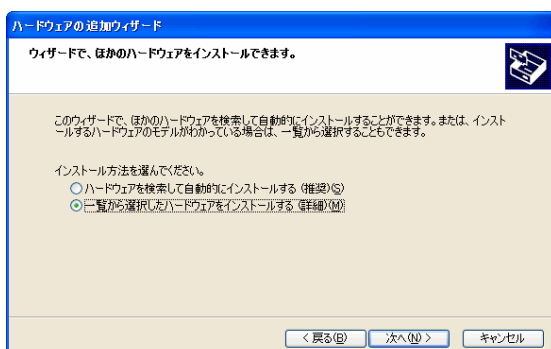 ハードウェアの追加ウィザード
ウィザードで、ほかのハードウェアをインストールできます。
このウィザードで、ほかのハードウェアを検索して自動的にインストールすることができます。または、インスト
ールするハードウェアのモデルがわかっている場合は、一覧から選択することもできます。
インストール方法を選んでください。
ハードウェアを検索して自動的にインストールする (推奨)(S)
一覧から選択したハードウェアをインストールする (詳細)(M)
< 戻る(B) 次へ(N) > キャンセル